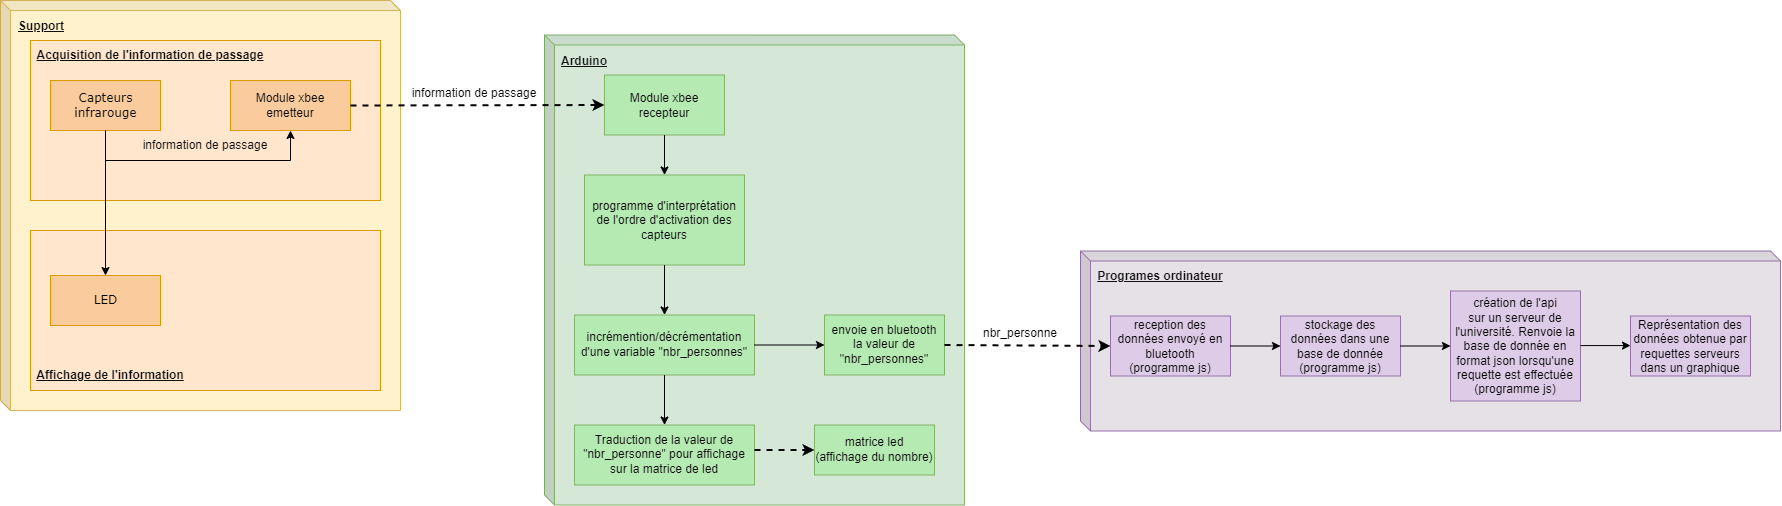 Support
Acquisition de l'information de passage
Capteurs
infrarouge
Module xbee
emetteur
information de passage
LED
Affichage de l'information
information de passage
Arduino
Module xbee
recepteur
programme d'interprétation
de l'ordre d'activation des
capteurs
incrémention/décrémentation
d'une variable "nbr_personnes"
envoie en bluetooth
la valeur de
"nbr_personnes"
Traduction de la valeur de
"nbr_personne" pour affichage
sur la matrice de led
matrice led
(affichage du nombre)
nbr_personne
Programes ordinateur
reception des
données envoyé en
bluetooth
(programme js)
stockage des
données dans une
base de donnée
(programme js)
création de l'api
sur un serveur de
l'université. Renvoie la
base de donnée en
format json lorsqu'une
requette est effectuée
(programme js)
Représentation des
données obtenue par
requettes serveurs
dans un graphique